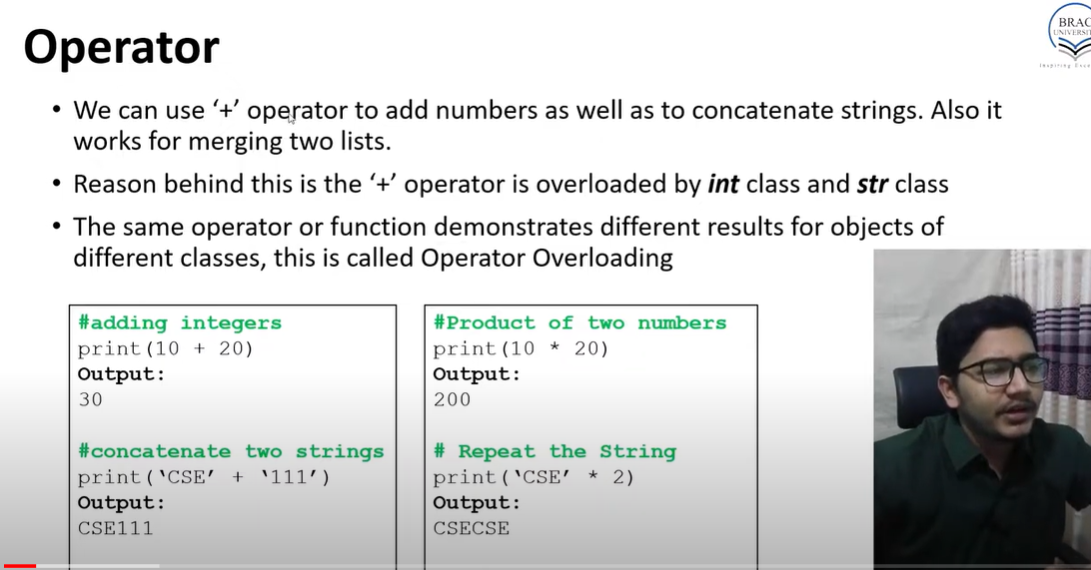 Operator
BRAC
UNIVERSIT
• We can use ‘+’ operator to add numbers as well as to concatenate strings. Also it
works for merging two lists.
• Reason behind this is the ‘+’ operator is overloaded by int class and str class
• The same operator or function demonstrates different results for objects of
different classes, this is called Operator Overloading
#adding integers
print(10 + 20)
Output:
30
#concatenate two strings
print(‘CSE’ + ‘111’)
Output:
CSE111
#Product of two numbers
print(10 * 20)
Output:
200
# Repeat the String
print(‘CSE’ * 2)
Output:
CSECSE